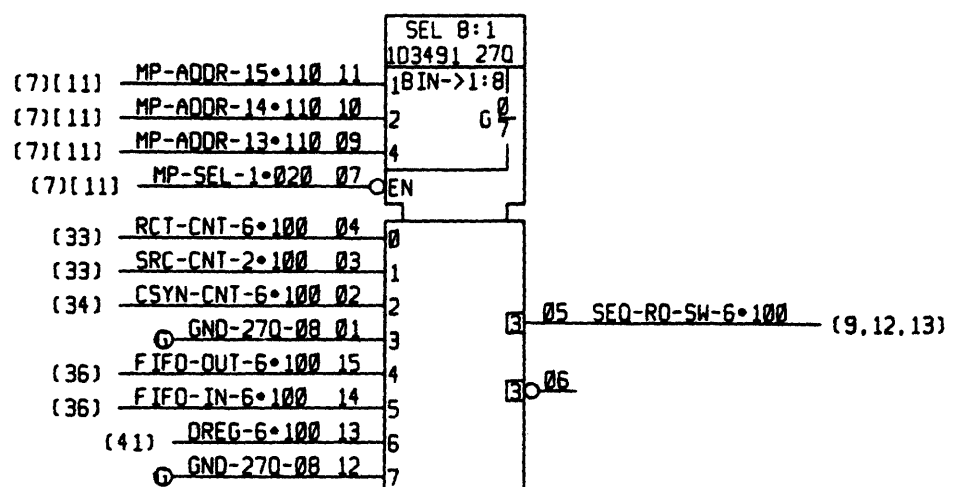 SEL 8:1
103491 27Q
(7)[11) MP-ADDR-15•110 11 1 BIN->1:8
(7)[11) MP-ADDR-14•110 10 2 G 0/7
(7)[11) MP-ADDR-13•110 09 4
(7)[11) MP-SEL-1•020 07 EN
(33) RCT-CNT-6•100 04 0
(33) SRC-CNT-2•100 03 1
(34) CSYN-CNT-6•100 02 2
3 05 SEQ-RD-SW-6•100 (9,12,13)
G GND-27Q-08 01 3
(36) FIFO-OUT-6•100 15 4
3 06
(36) FIFO-IN-6•100 14 5
(41) DREG-6•100 13 6
G GND-27Q-08 12 7